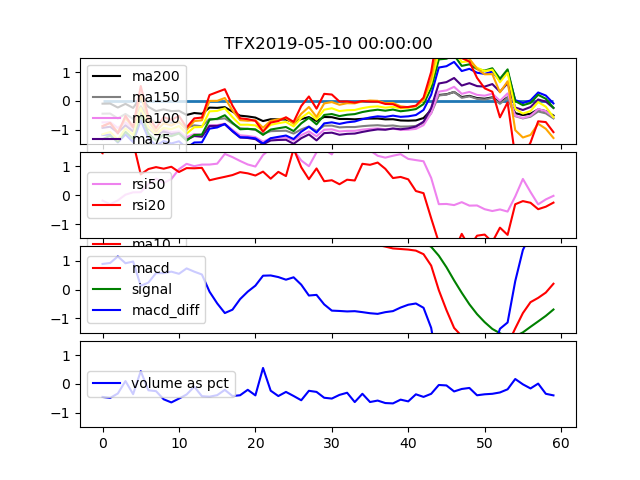 TFX2019-05-10 00:00:00
1
0
−1
ma200
ma150
ma100
ma75
1
0
−1
rsi50
rsi20
ma10
1
0
−1
macd
signal
macd_diff
1
0
−1
volume as pct
0 10 20 30 40 50 60